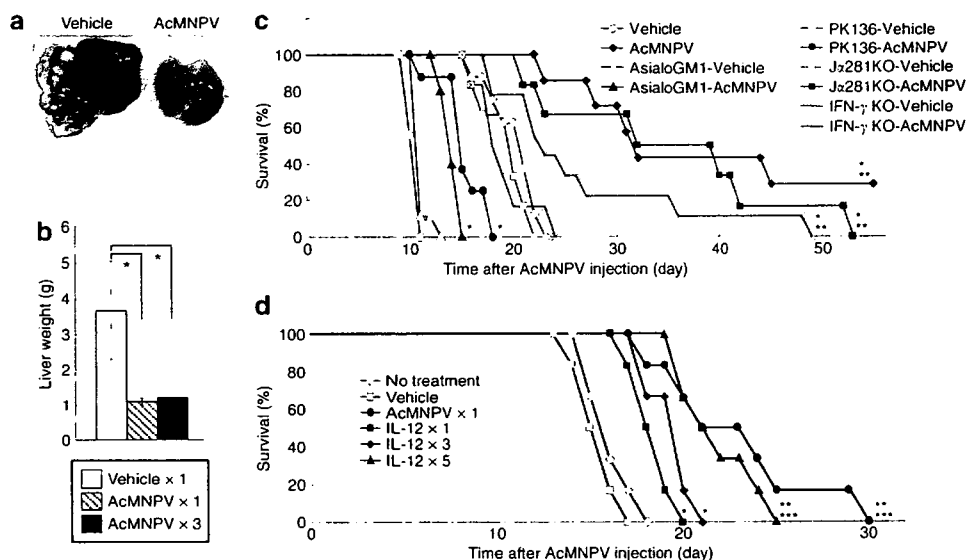 a
Vehicle AcMNPV
b
6
5
4
3
2
1
0
Liver weight (g)
*
*
Vehicle × 1
AcMNPV × 1
AcMNPV × 3
c
Vehicle
AcMNPV
AsialoGM1-Vehicle
AsialoGM1-AcMNPV
PK136-Vehicle
PK136-AcMNPV
Jα281KO-Vehicle
Jα281KO-AcMNPV
IFN-γ KO-Vehicle
IFN-γ KO-AcMNPV
100
80
60
40
20
0
Survival (%)
0 10 20 30 40 50
Time after AcMNPV injection (day)
d
No treatment
Vehicle
AcMNPV × 1
IL-12 × 1
IL-12 × 3
IL-12 × 5
100
80
60
40
20
0
Survival (%)
0 10 20 30
Time after AcMNPV injection (day)